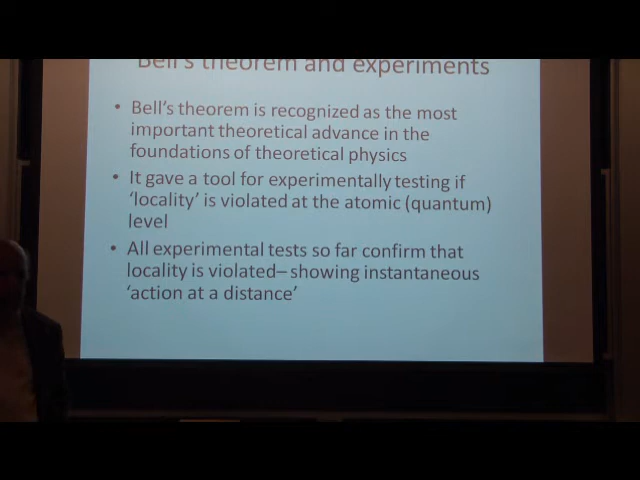 Bell's theorem and experiments
• Bell's theorem is recognized as the most
important theoretical advance in the
foundations of theoretical physics
• It gave a tool for experimentally testing if
'locality' is violated at the atomic (quantum)
level
• All experimental tests so far confirm that
locality is violated– showing instantaneous
'action at a distance'